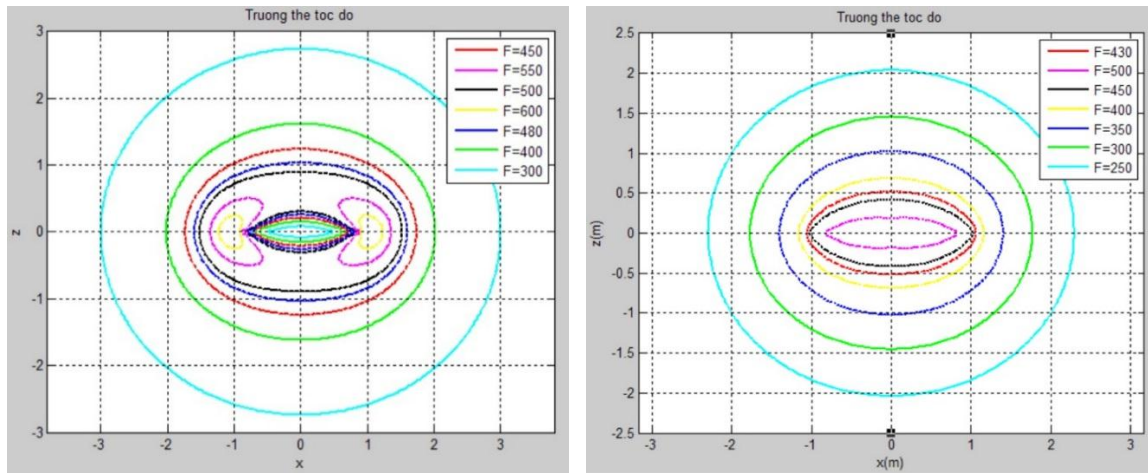 Truong the toc do
F=450
F=550
F=500
F=600
F=480
F=400
F=300
3
2
1
0
-1
-2
-3
z
-3
-2
-1
0
1
2
3
x
Truong the toc do
F=430
F=500
F=450
F=400
F=350
F=300
F=250
2.5
2
1.5
1
0.5
0
-0.5
-1
-1.5
-2
-2.5
z(m)
-3
-2
-1
0
1
2
3
x(m)